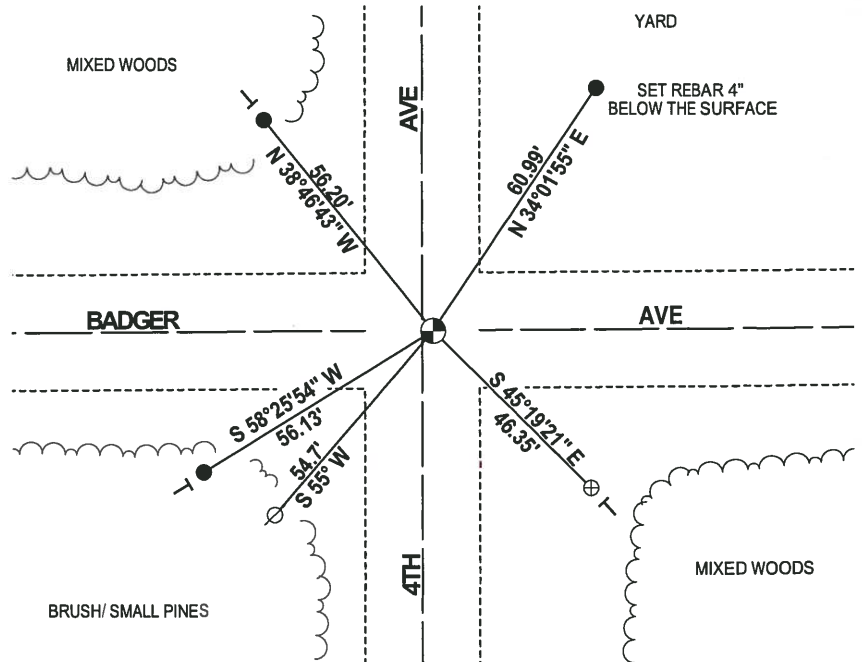 YARD
MIXED WOODS
AVE
SET REBAR 4"
BELOW THE SURFACE
56.20'
N 38°46'43" W
60.99'
N 34°01'55" E
BADGER
AVE
S 58°25'54" W
56.13'
54.7'
S 55° W
S 45°19'21" E
46.35'
4TH
MIXED WOODS
BRUSH/ SMALL PINES